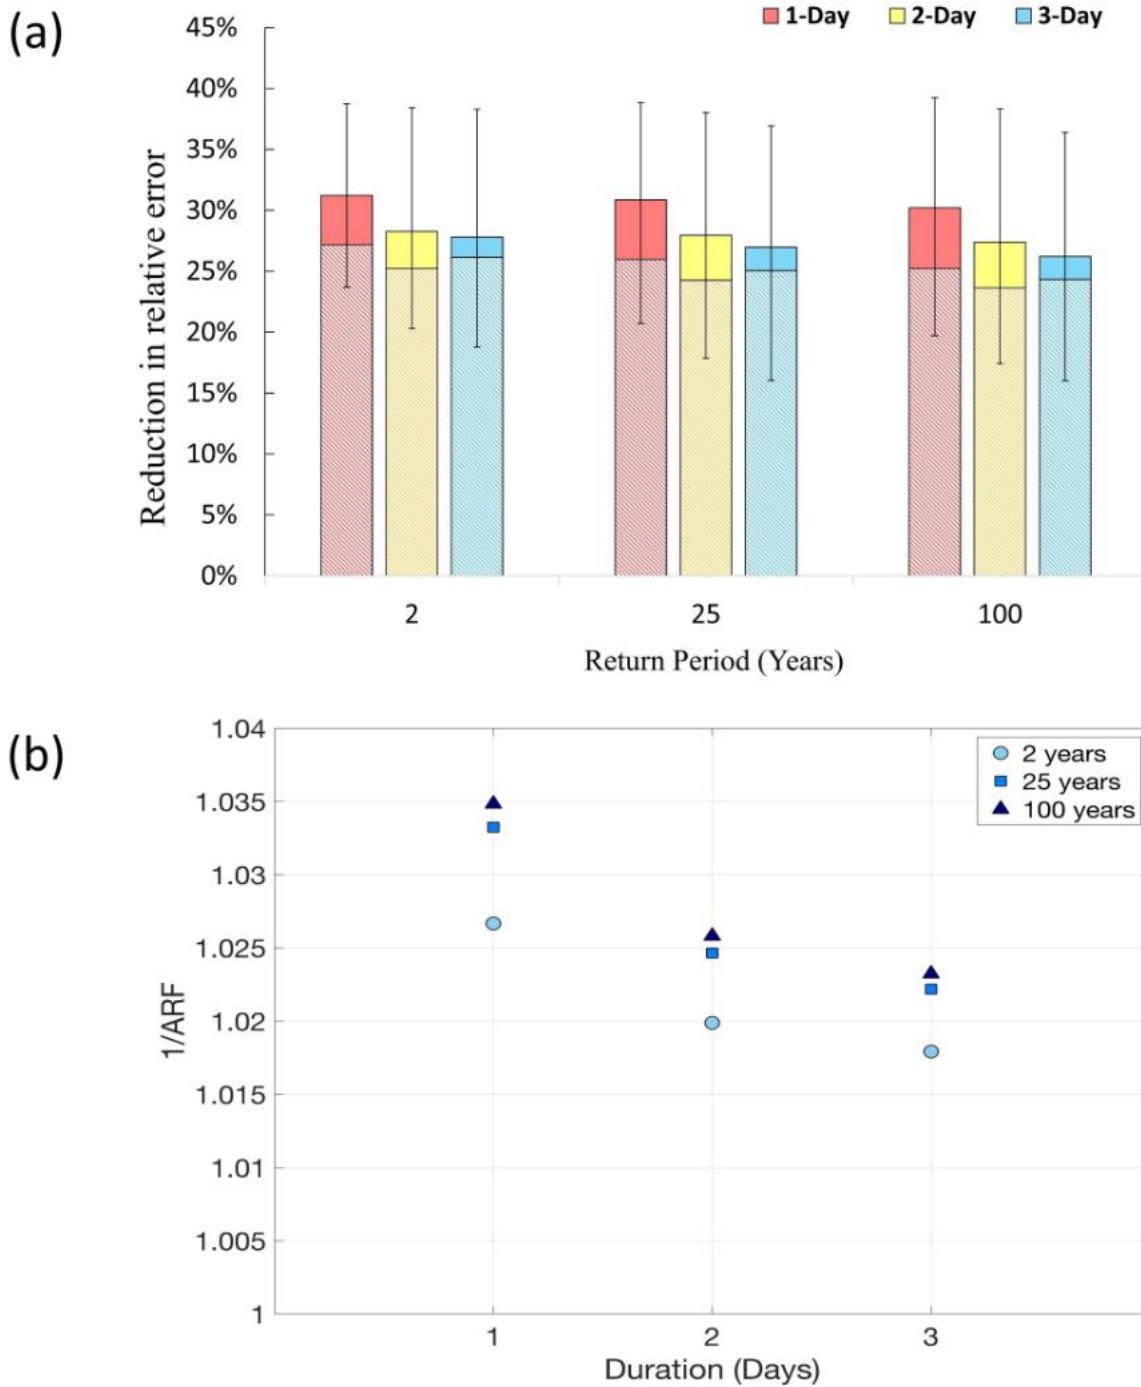 (a)
1-Day 2-Day 3-Day
45%
40%
35%
30%
25%
20%
15%
10%
5%
0%
Reduction in relative error
2 25 100
Return Period (Years)
(b)
1.04
1.035
1.03
1.025
1.02
1.015
1.01
1.005
1
1/ARF
2 years
25 years
100 years
1 2 3
Duration (Days)